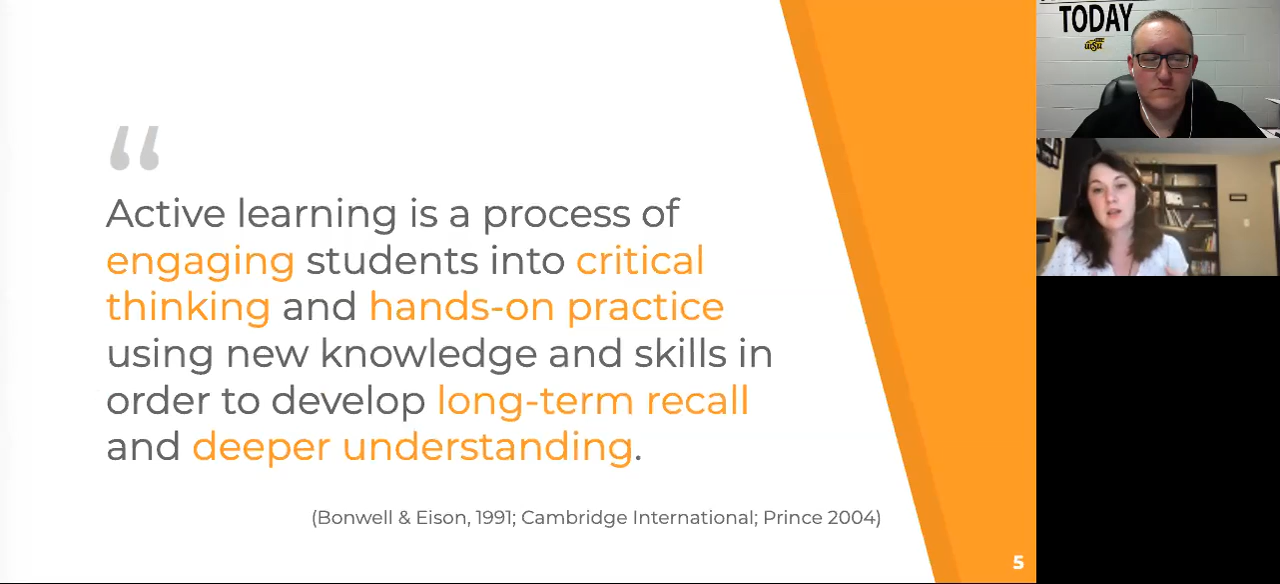 “
Active learning is a process of
engaging students into critical
thinking and hands-on practice
using new knowledge and skills in
order to develop long-term recall
and deeper understanding.
(Bonwell & Eison, 1991; Cambridge International; Prince 2004)
5
TODAY